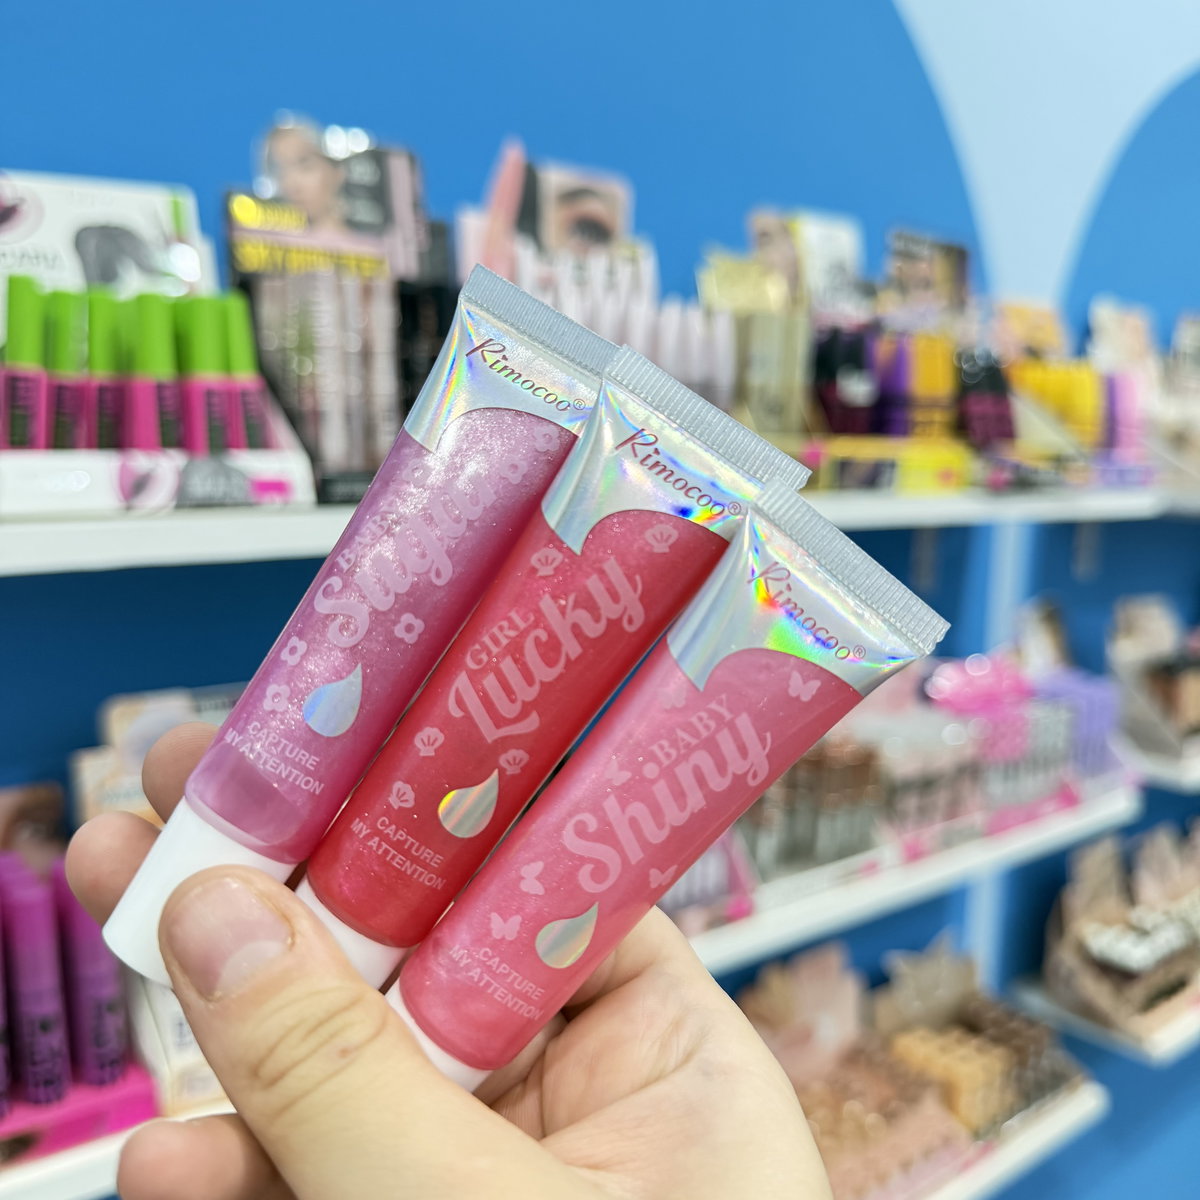 Rimocoo®
BABY
Sugar
CAPTURE
MY ATTENTION
Rimocoo®
GIRL
Lucky
CAPTURE
MY ATTENTION
Rimocoo®
BABY
Shiny
CAPTURE
MY ATTENTION